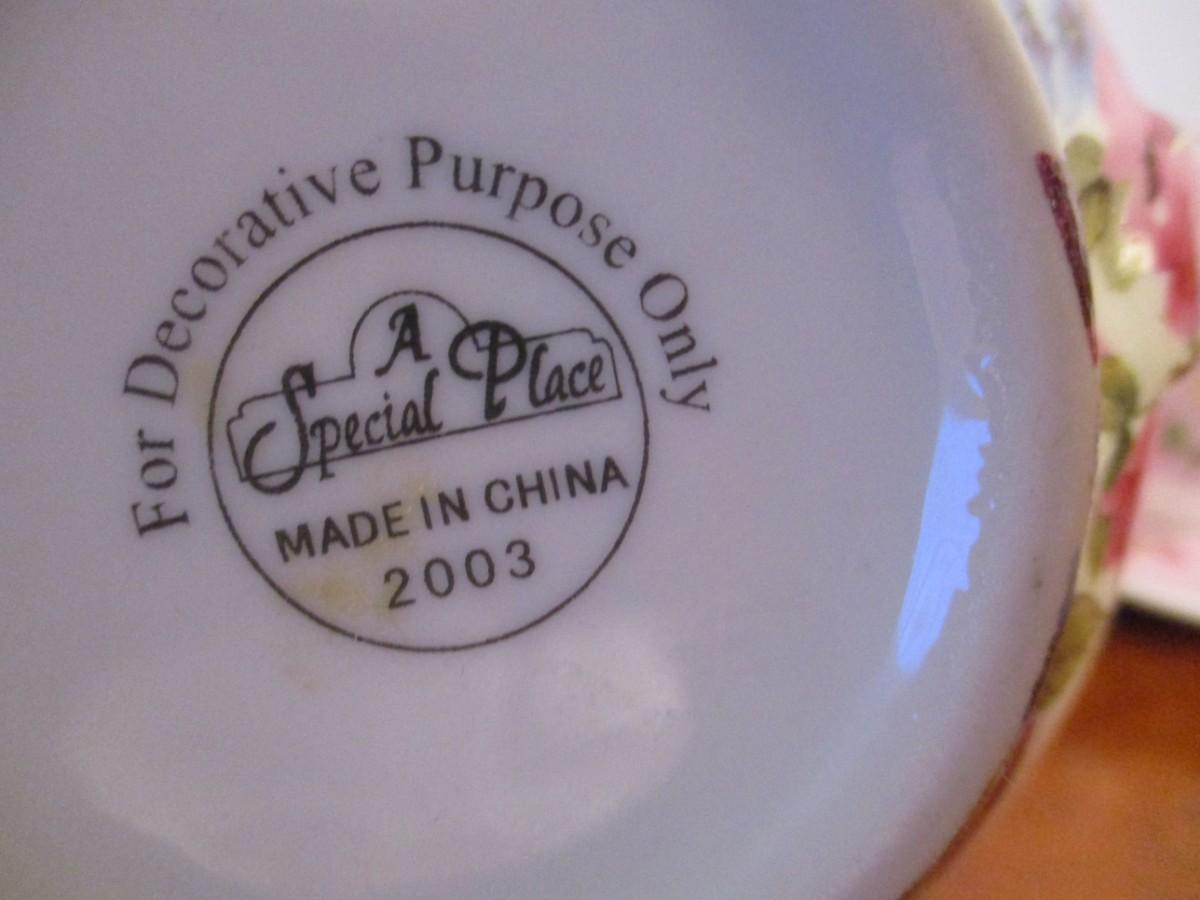 For Decorative Purpose Only
A
Special Place
MADE IN CHINA
2003